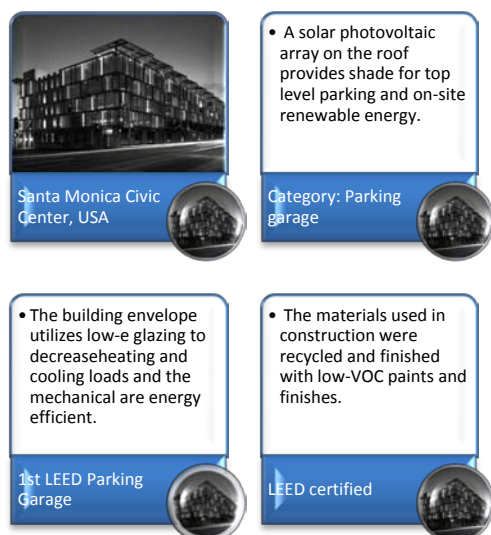 Santa Monica Civic
Center, USA
• A solar photovoltaic
array on the roof
provides shade for top
level parking and on-site
renewable energy.
Category: Parking
garage
• The building envelope
utilizes low-e glazing to
decreaseheating and
cooling loads and the
mechanical are energy
efficient.
1st LEED Parking
Garage
• The materials used in
construction were
recycled and finished
with low-VOC paints and
finishes.
LEED certified